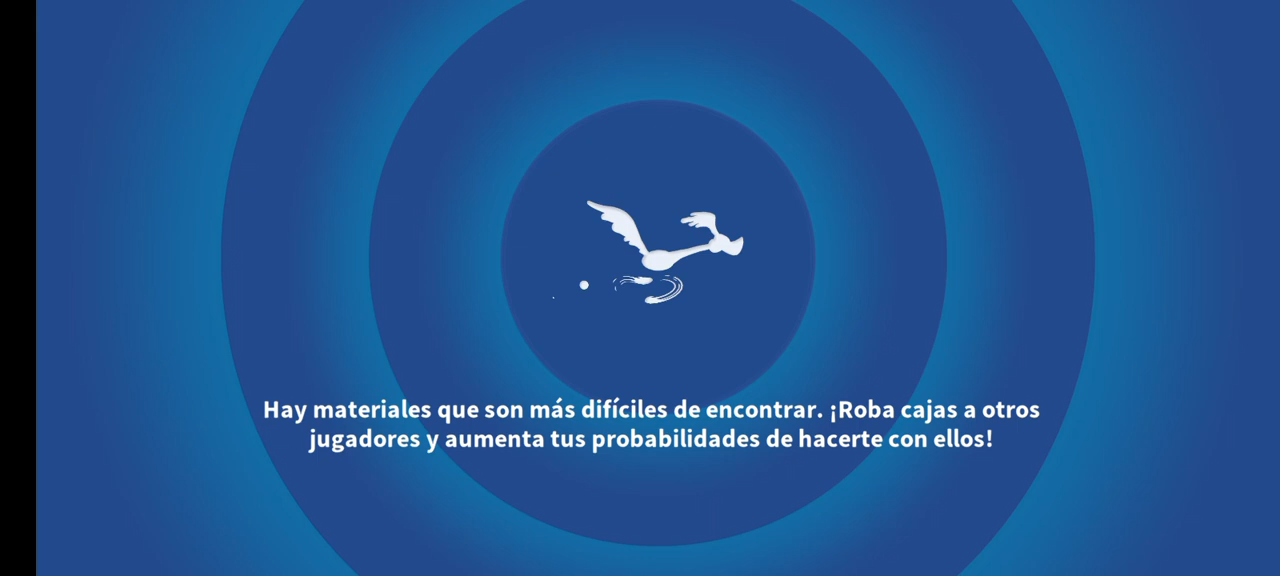 Hay materiales que son más difíciles de encontrar. ¡Roba cajas a otros
jugadores y aumenta tus probabilidades de hacerte con ellos!